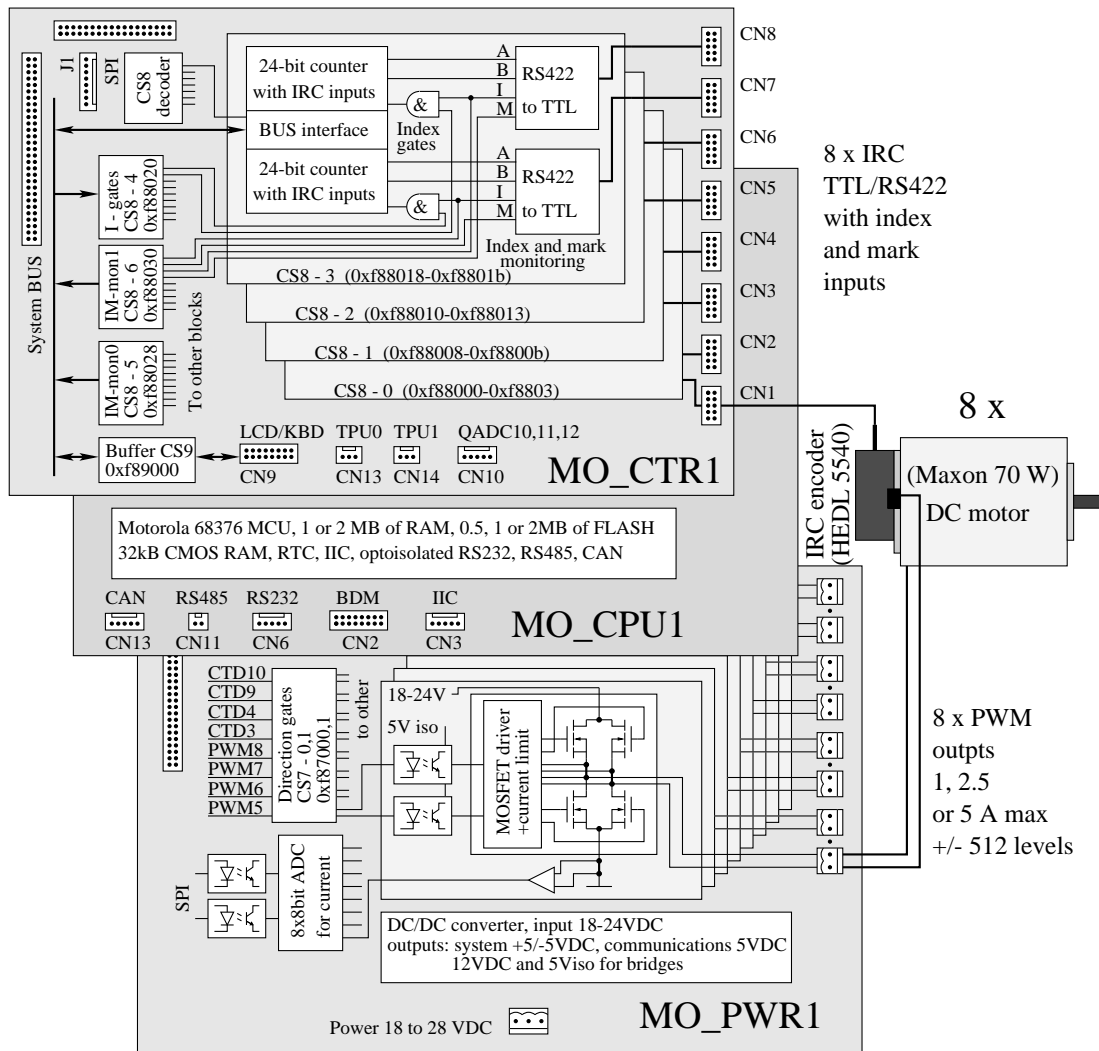 J1
SPI
CS8
decoder
24-bit counter
with IRC inputs
BUS interface
24-bit counter
with IRC inputs
&
Index
gates
&
A
B
I
M
RS422
to TTL
A
B
I
M
RS422
to TTL
Index and mark
monitoring
CN8
CN7
CN6
CN5
CN4
CN3
CN2
CN1
8 x IRC
TTL/RS422
with index
and mark
inputs
System BUS
I - gates
CS8 - 4
0xf88020
IM-mon1
CS8 - 6
0xf88030
IM-mon0
CS8 - 5
0xf88028
To other blocks
CS8 - 3 (0xf88018-0xf8801b)
CS8 - 2 (0xf88010-0xf88013)
CS8 - 1 (0xf88008-0xf8800b)
CS8 - 0 (0xf88000-0xf8803)
Buffer CS9
0xf89000
LCD/KBD
CN9
TPU0
CN13
TPU1
CN14
QADC10,11,12
CN10
MO_CTR1
8 x
IRC encoder
(HEDL 5540)
(Maxon 70 W)
DC motor
Motorola 68376 MCU, 1 or 2 MB of RAM, 0.5, 1 or 2MB of FLASH
32kB CMOS RAM, RTC, IIC, optoisolated RS232, RS485, CAN
CAN
CN13
RS485
CN11
RS232
CN6
BDM
CN2
IIC
CN3
MO_CPU1
CTD10
CTD9
CTD4
CTD3
PWM8
PWM7
PWM6
PWM5
Direction gates
CS7 - 0,1
0xf87000,1
to other
18-24V
5V iso
MOSFET driver
+current limit
8 x PWM
outpts
1, 2.5
or 5 A max
+/- 512 levels
SPI
8x8bit ADC
for current
DC/DC converter, input 18-24VDC
outputs: system +5/-5VDC, communications 5VDC
12VDC and 5Viso for bridges
Power 18 to 28 VDC
MO_PWR1